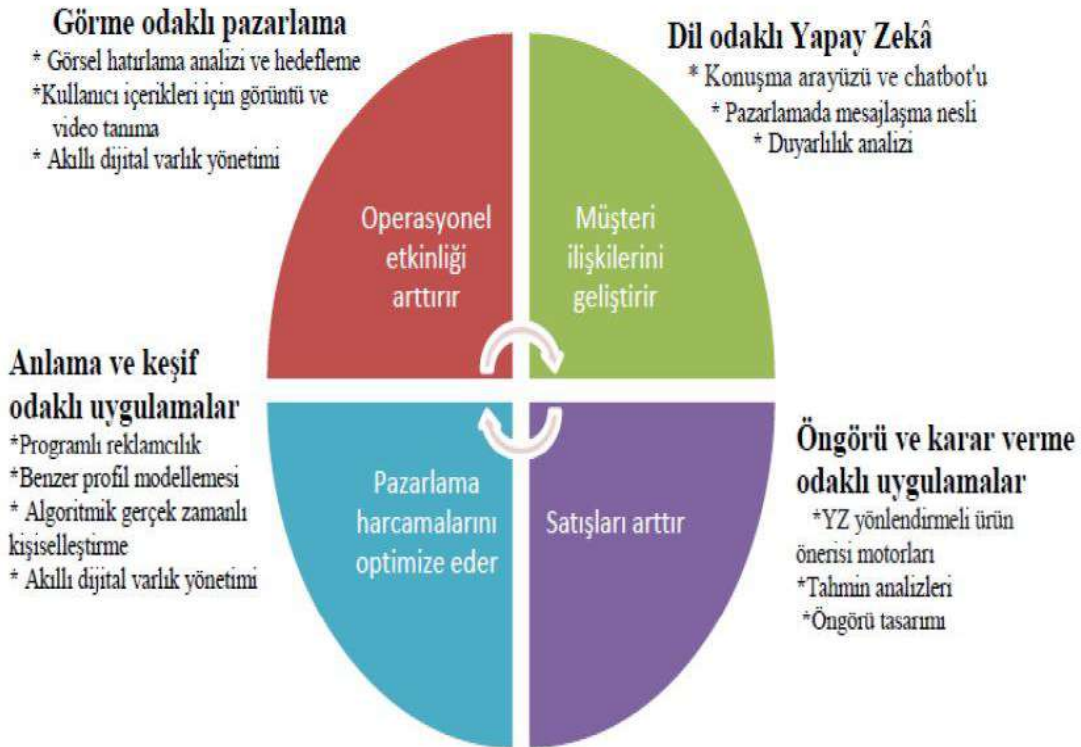 Görme odaklı pazarlama
* Görsel hatırlama analizi ve hedefleme
*Kullanıcı içerikleri için görüntü ve
video tanıma
* Akıllı dijital varlık yönetimi
Dil odaklı Yapay Zekâ
* Konuşma arayüzü ve chatbot'u
* Pazarlamada mesajlaşma nesli
* Duyarlılık analizi
Operasyonel
etkinliği
arttırır
Müşteri
ilişkilerini
geliştirir
Anlama ve keşif
odaklı uygulamalar
*Programlı reklamcılık
*Benzer profil modellemesi
* Algoritmik gerçek zamanlı
kişiselleştirme
* Akıllı dijital varlık yönetimi
Pazarlama
harcamalarını
optimize eder
Satışları arttır
Öngörü ve karar verme
odaklı uygulamalar
*YZ yönlendirmeli ürün
önerisi motorları
*Tahmin analizleri
*Öngörü tasarımı